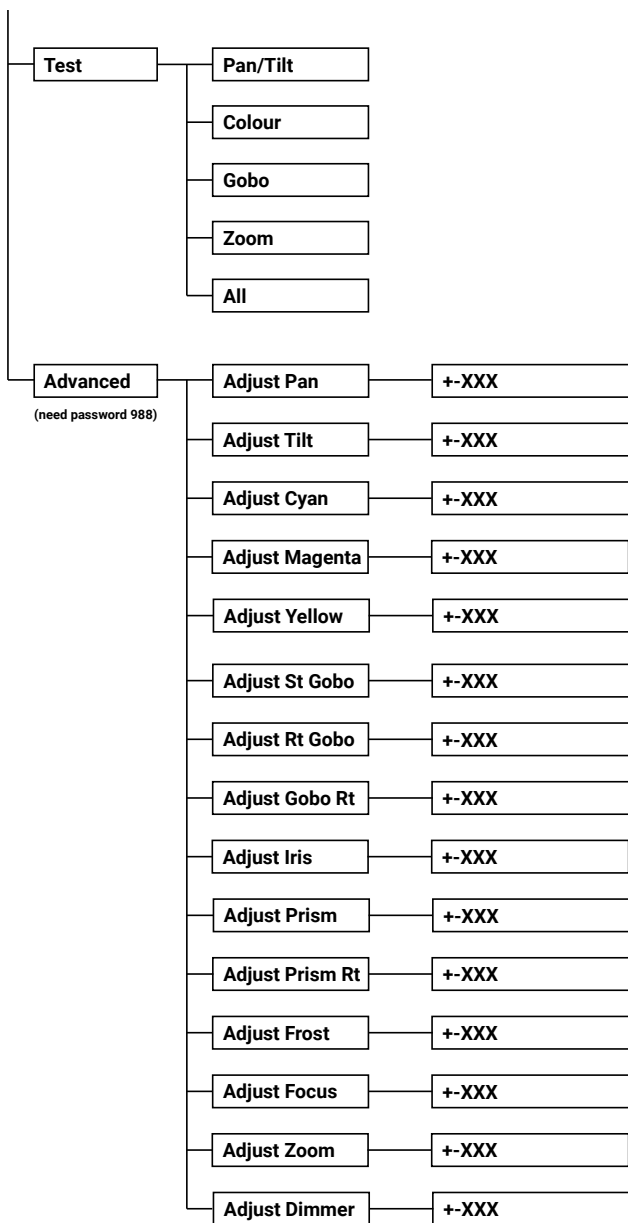 Test
Pan/Tilt
Colour
Gobo
Zoom
All
Advanced
(need password 988)
Adjust Pan +-XXX
Adjust Tilt +-XXX
Adjust Cyan +-XXX
Adjust Magenta +-XXX
Adjust Yellow +-XXX
Adjust St Gobo +-XXX
Adjust Rt Gobo +-XXX
Adjust Gobo Rt +-XXX
Adjust Iris +-XXX
Adjust Prism +-XXX
Adjust Prism Rt +-XXX
Adjust Frost +-XXX
Adjust Focus +-XXX
Adjust Zoom +-XXX
Adjust Dimmer +-XXX